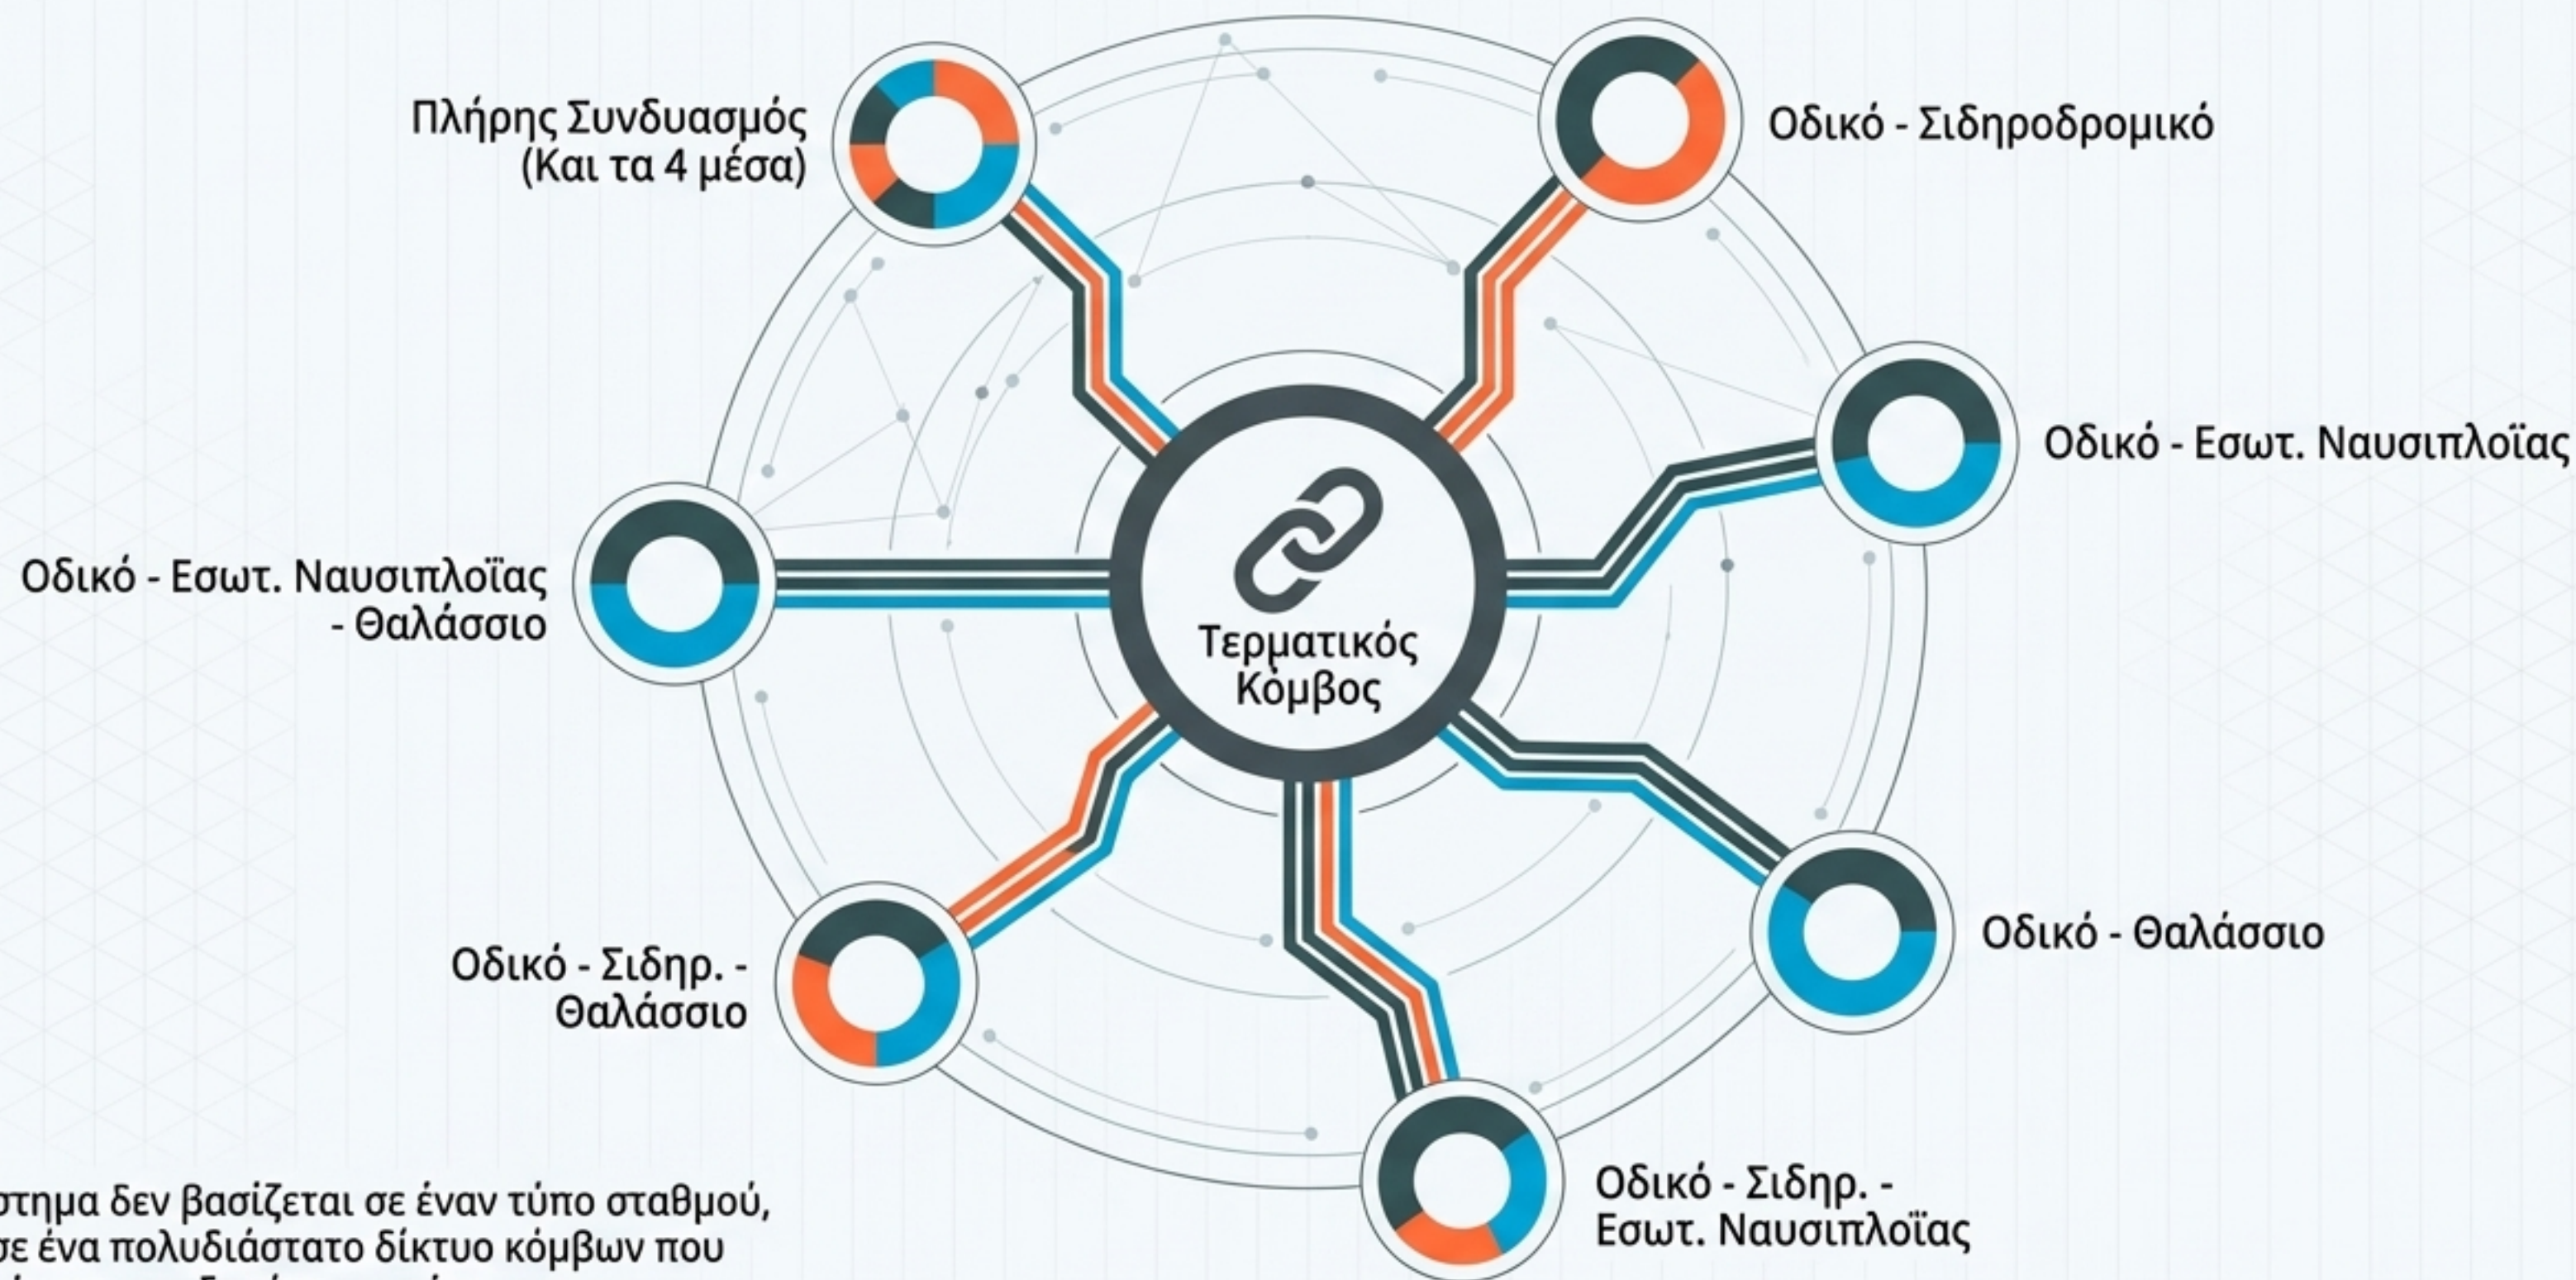 Πλήρης Συνδυασμός
(Και τα 4 μέσα)
Οδικό - Σιδηροδρομικό
Οδικό - Εσωτ. Ναυσιπλοΐας
Οδικό - Εσωτ. Ναυσιπλοΐας
- Θαλάσσιο
Τερματικός
Κόμβος
Οδικό - Θαλάσσιο
Οδικό - Σιδηρ. -
Θαλάσσιο
Οδικό - Σιδηρ. -
Εσωτ. Ναυσιπλοΐας
δεν βασίζεται σε έναν τύπο σταθμού,
σε ένα πολυδιάστατο δίκτυο κόμβων που